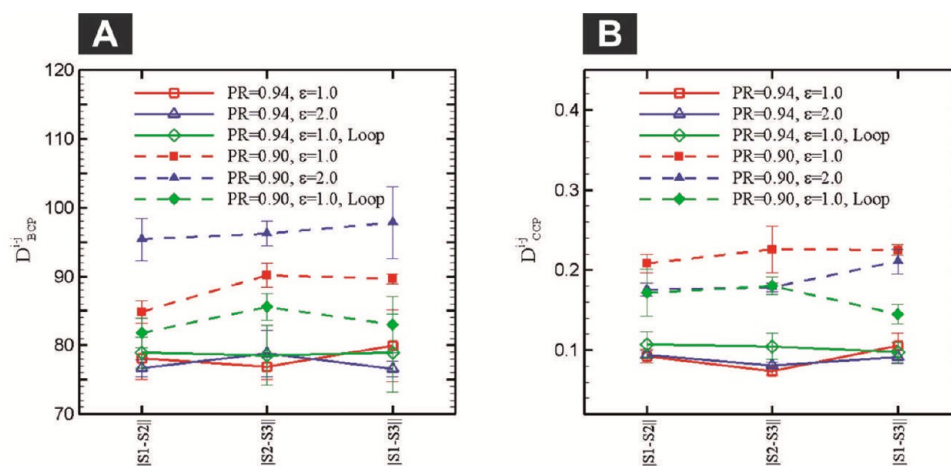 A
120
110
100
90
80
70
D i-j BCP
PR=0.94, ε=1.0
PR=0.94, ε=2.0
PR=0.94, ε=1.0, Loop
PR=0.90, ε=1.0
PR=0.90, ε=2.0
PR=0.90, ε=1.0, Loop
||S1-S2||
||S2-S3||
||S1-S3||
B
0.4
0.3
0.2
0.1
D i-j CCP
PR=0.94, ε=1.0
PR=0.94, ε=2.0
PR=0.94, ε=1.0, Loop
PR=0.90, ε=1.0
PR=0.90, ε=2.0
PR=0.90, ε=1.0, Loop
||S1-S2||
||S2-S3||
||S1-S3||